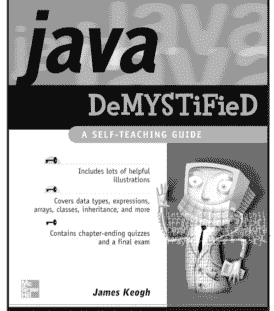 java
DeMYSTiFieD
A SELF-TEACHING GUIDE
Includes lots of helpful
illustrations
Covers data types, expressions,
arrays, classes, inheritance, and more
Contains chapter-ending quizzes
and a final exam
James Keogh